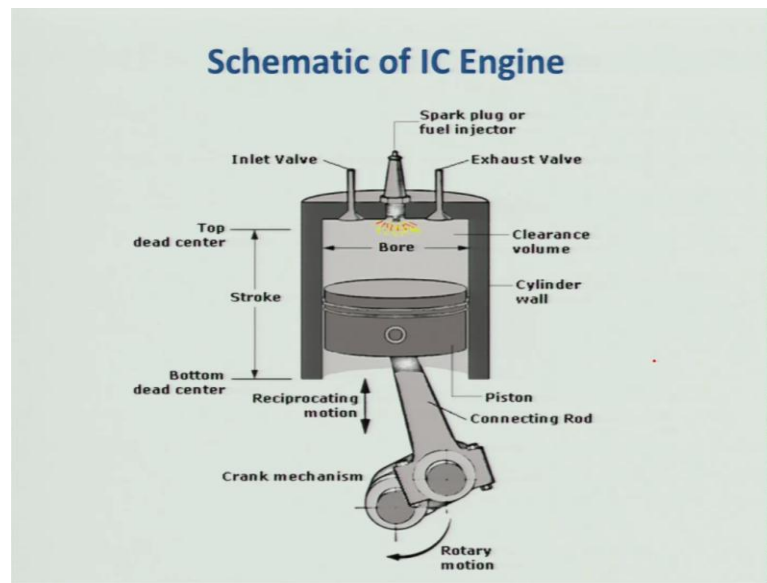 Schematic of IC Engine
Spark plug or
fuel injector
Inlet Valve
Exhaust Valve
Top
dead center
Clearance
volume
Bore
Cylinder
wall
Stroke
Bottom
dead center
Reciprocating
motion
Piston
Connecting Rod
Crank mechanism
Rotary
motion